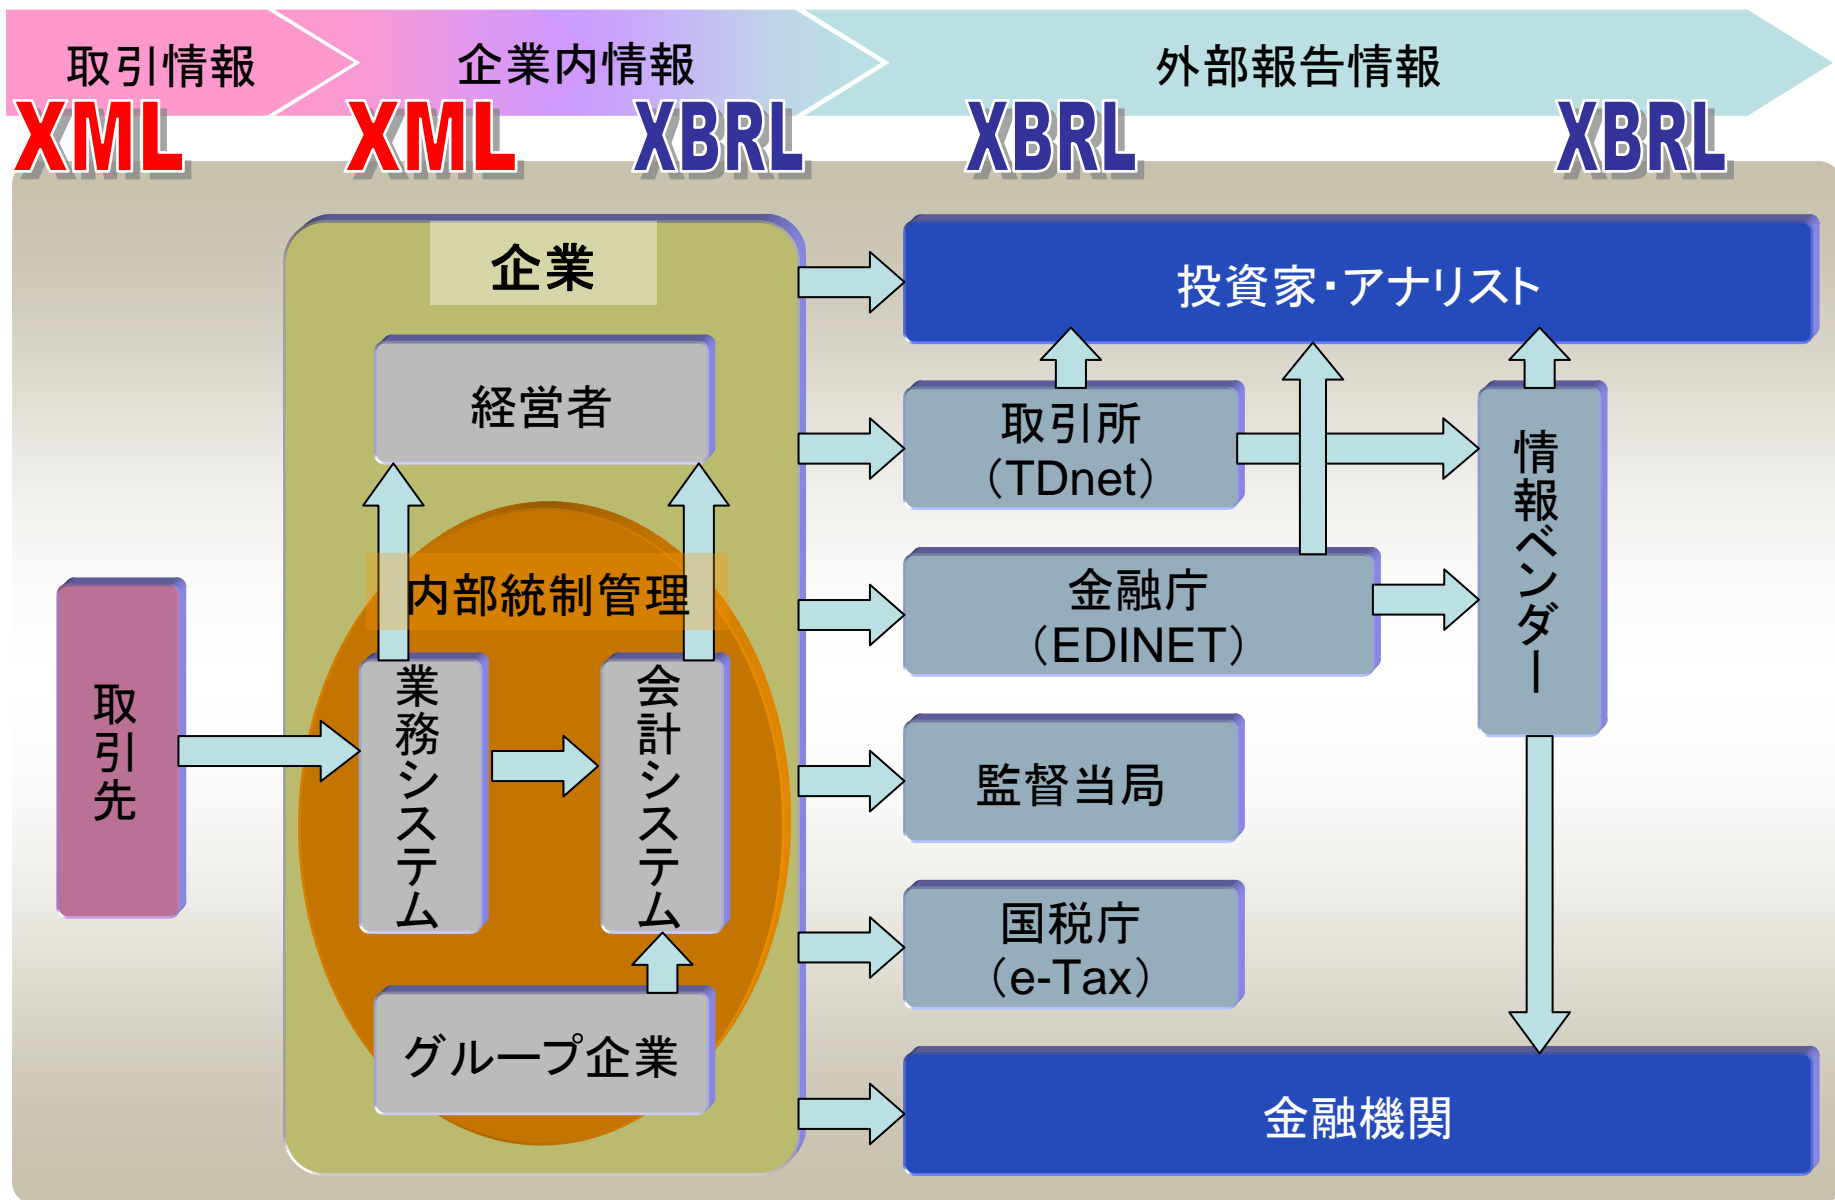 取引情報
企業内情報
外部報告情報
XML
XML
XBRL
XBRL
XBRL
企業
投資家・アナリスト
経営者
取引所
（TDnet）
情報ベンダー
内部統制管理
金融庁
（EDINET）
取引先
業務システム
会計システム
監督当局
国税庁
（e-Tax）
グループ企業
金融機関